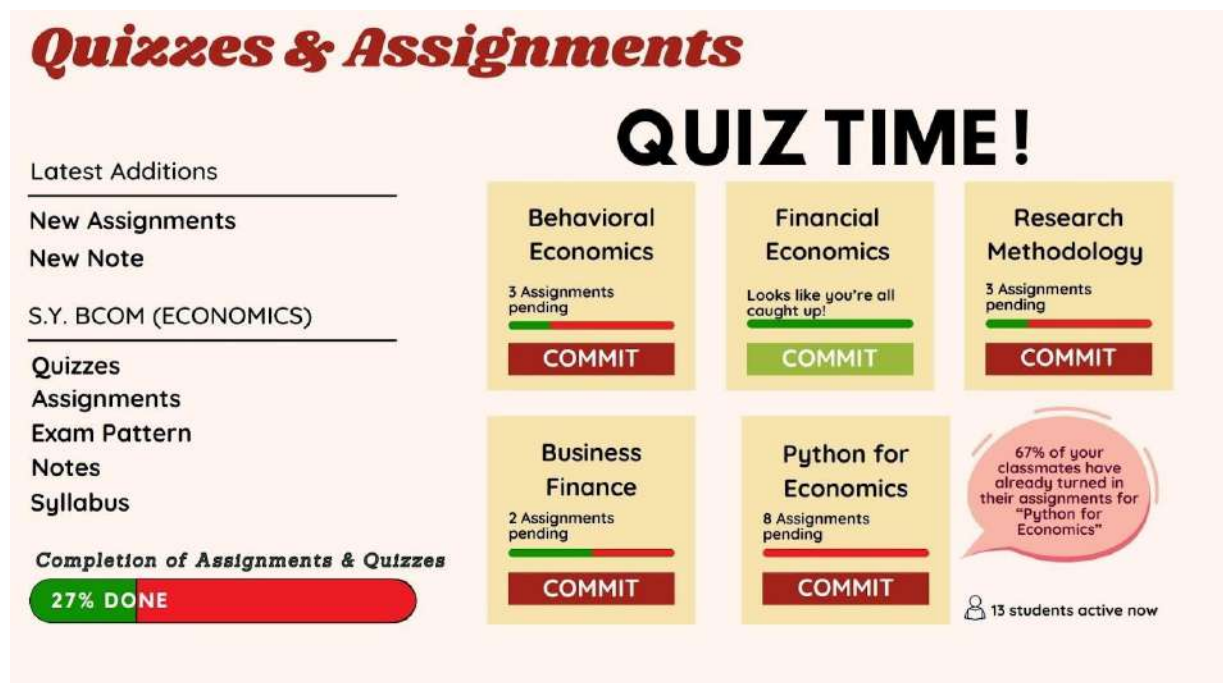 Quizzes & Assignments
Latest Additions
New Assignments
New Note
S.Y. BCOM (ECONOMICS)
Quizzes
Assignments
Exam Pattern
Notes
Syllabus
Completion of Assignments & Quizzes
27% DONE
QUIZ TIME!
Behavioral
Economics
3 Assignments
pending
COMMIT
Financial
Economics
Looks like you're all
caught up!
COMMIT
Research
Methodology
3 Assignments
pending
COMMIT
Business
Finance
2 Assignments
pending
COMMIT
Python for
Economics
8 Assignments
pending
COMMIT
67% of your
classmates have
already turned in
their assignments for
“Python for
Economics”
13 students active now